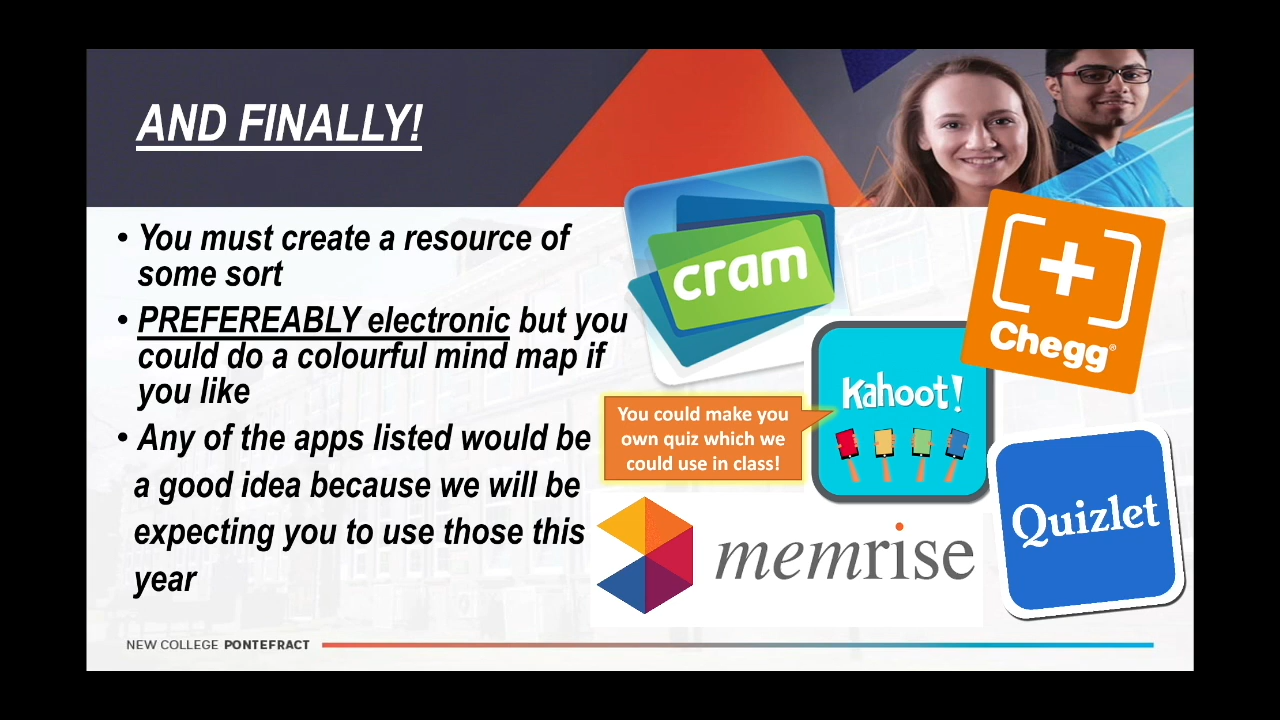 AND FINALLY!
• You must create a resource of
some sort
• PREFEREABLY electronic but you
could do a colourful mind map if
you like
• Any of the apps listed would be
a good idea because we will be
expecting you to use those this
year
cram
Chegg®
Kahoot!
You could make you
own quiz which we
could use in class!
Quizlet
memrise
NEW COLLEGE PONTEFRACT